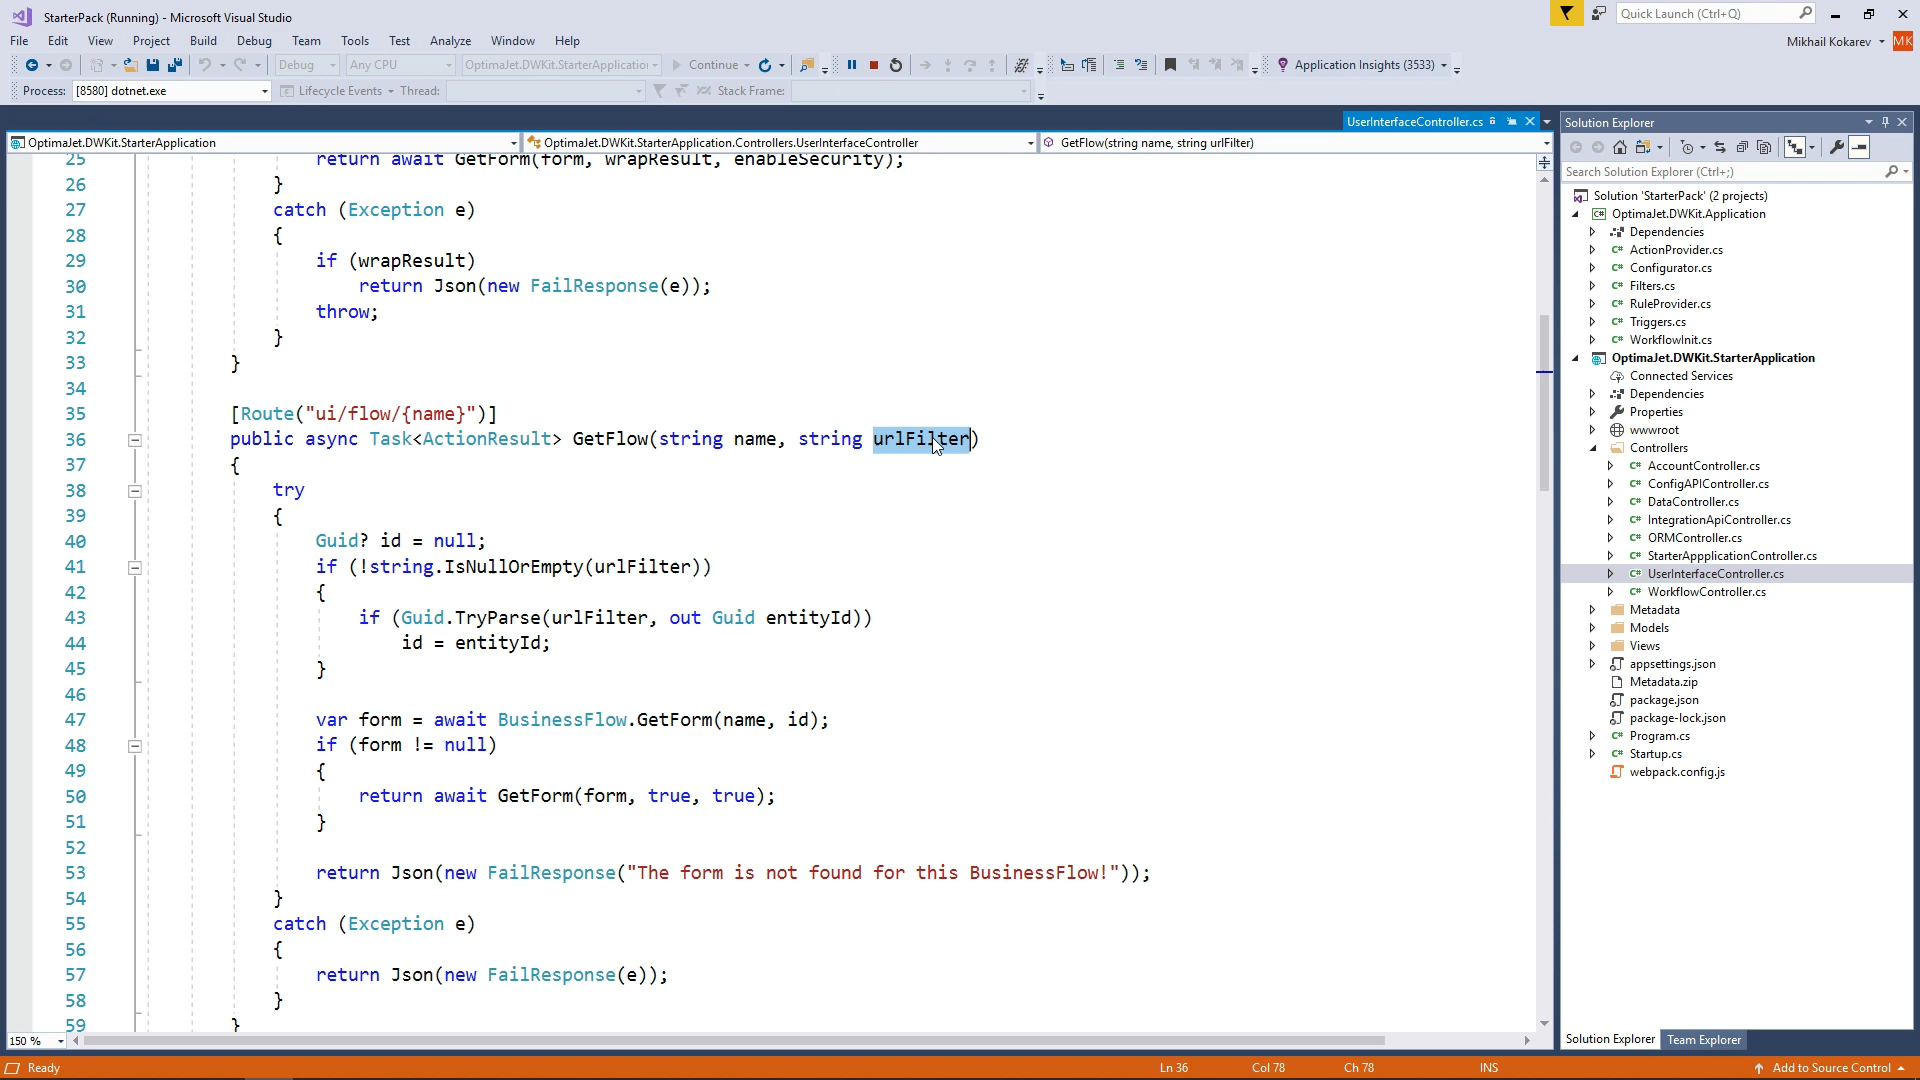 StarterPack (Running) - Microsoft Visual Studio
Quick Launch (Ctrl+Q)
File Edit View Project Build Debug Team Tools Test Analyze Window Help
Mikhail Kokarev MK
Debug Any CPU OptimaJet.DWKit.StarterApplication Continue Application Insights (3533)
Process: [8580] dotnet.exe Lifecycle Events Thread: Stack Frame:
UserInterfaceController.cs
OptimaJet.DWKit.StarterApplication OptimaJet.DWKit.StarterApplication.Controllers.UserInterfaceController GetFlow(string name, string urlFilter)
25 return await GetForm(form, wrapResult, enableSecurity);
26 }
27 catch (Exception e)
28 {
29 if (wrapResult)
30 return Json(new FailResponse(e));
31 throw;
32 }
33 }
34
35 [Route("ui/flow/{name}")]
36 public async Task<ActionResult> GetFlow(string name, string urlFilter)
37 {
38 try
39 {
40 Guid? id = null;
41 if (!string.IsNullOrEmpty(urlFilter))
42 {
43 if (Guid.TryParse(urlFilter, out Guid entityId))
44 id = entityId;
45 }
46
47 var form = await BusinessFlow.GetForm(name, id);
48 if (form != null)
49 {
50 return await GetForm(form, true, true);
51 }
52
53 return Json(new FailResponse("The form is not found for this BusinessFlow!"));
54 }
55 catch (Exception e)
56 {
57 return Json(new FailResponse(e));
58 }
59 }
150 %
Solution Explorer
Search Solution Explorer (Ctrl+;)
Solution 'StarterPack' (2 projects)
C# OptimaJet.DWKit.Application
Dependencies
C# ActionProvider.cs
C# Configurator.cs
C# Filters.cs
C# RuleProvider.cs
C# Triggers.cs
C# WorkflowInit.cs
OptimaJet.DWKit.StarterApplication
Connected Services
Dependencies
Properties
wwwroot
Controllers
C# AccountController.cs
C# ConfigAPIController.cs
C# DataController.cs
C# IntegrationApiController.cs
C# ORMController.cs
C# StarterAppplicationController.cs
C# UserInterfaceController.cs
C# WorkflowController.cs
Metadata
Models
Views
appsettings.json
Metadata.zip
package.json
package-lock.json
C# Program.cs
C# Startup.cs
webpack.config.js
Solution Explorer Team Explorer
Ready Ln 36 Col 78 Ch 78 INS Add to Source Control